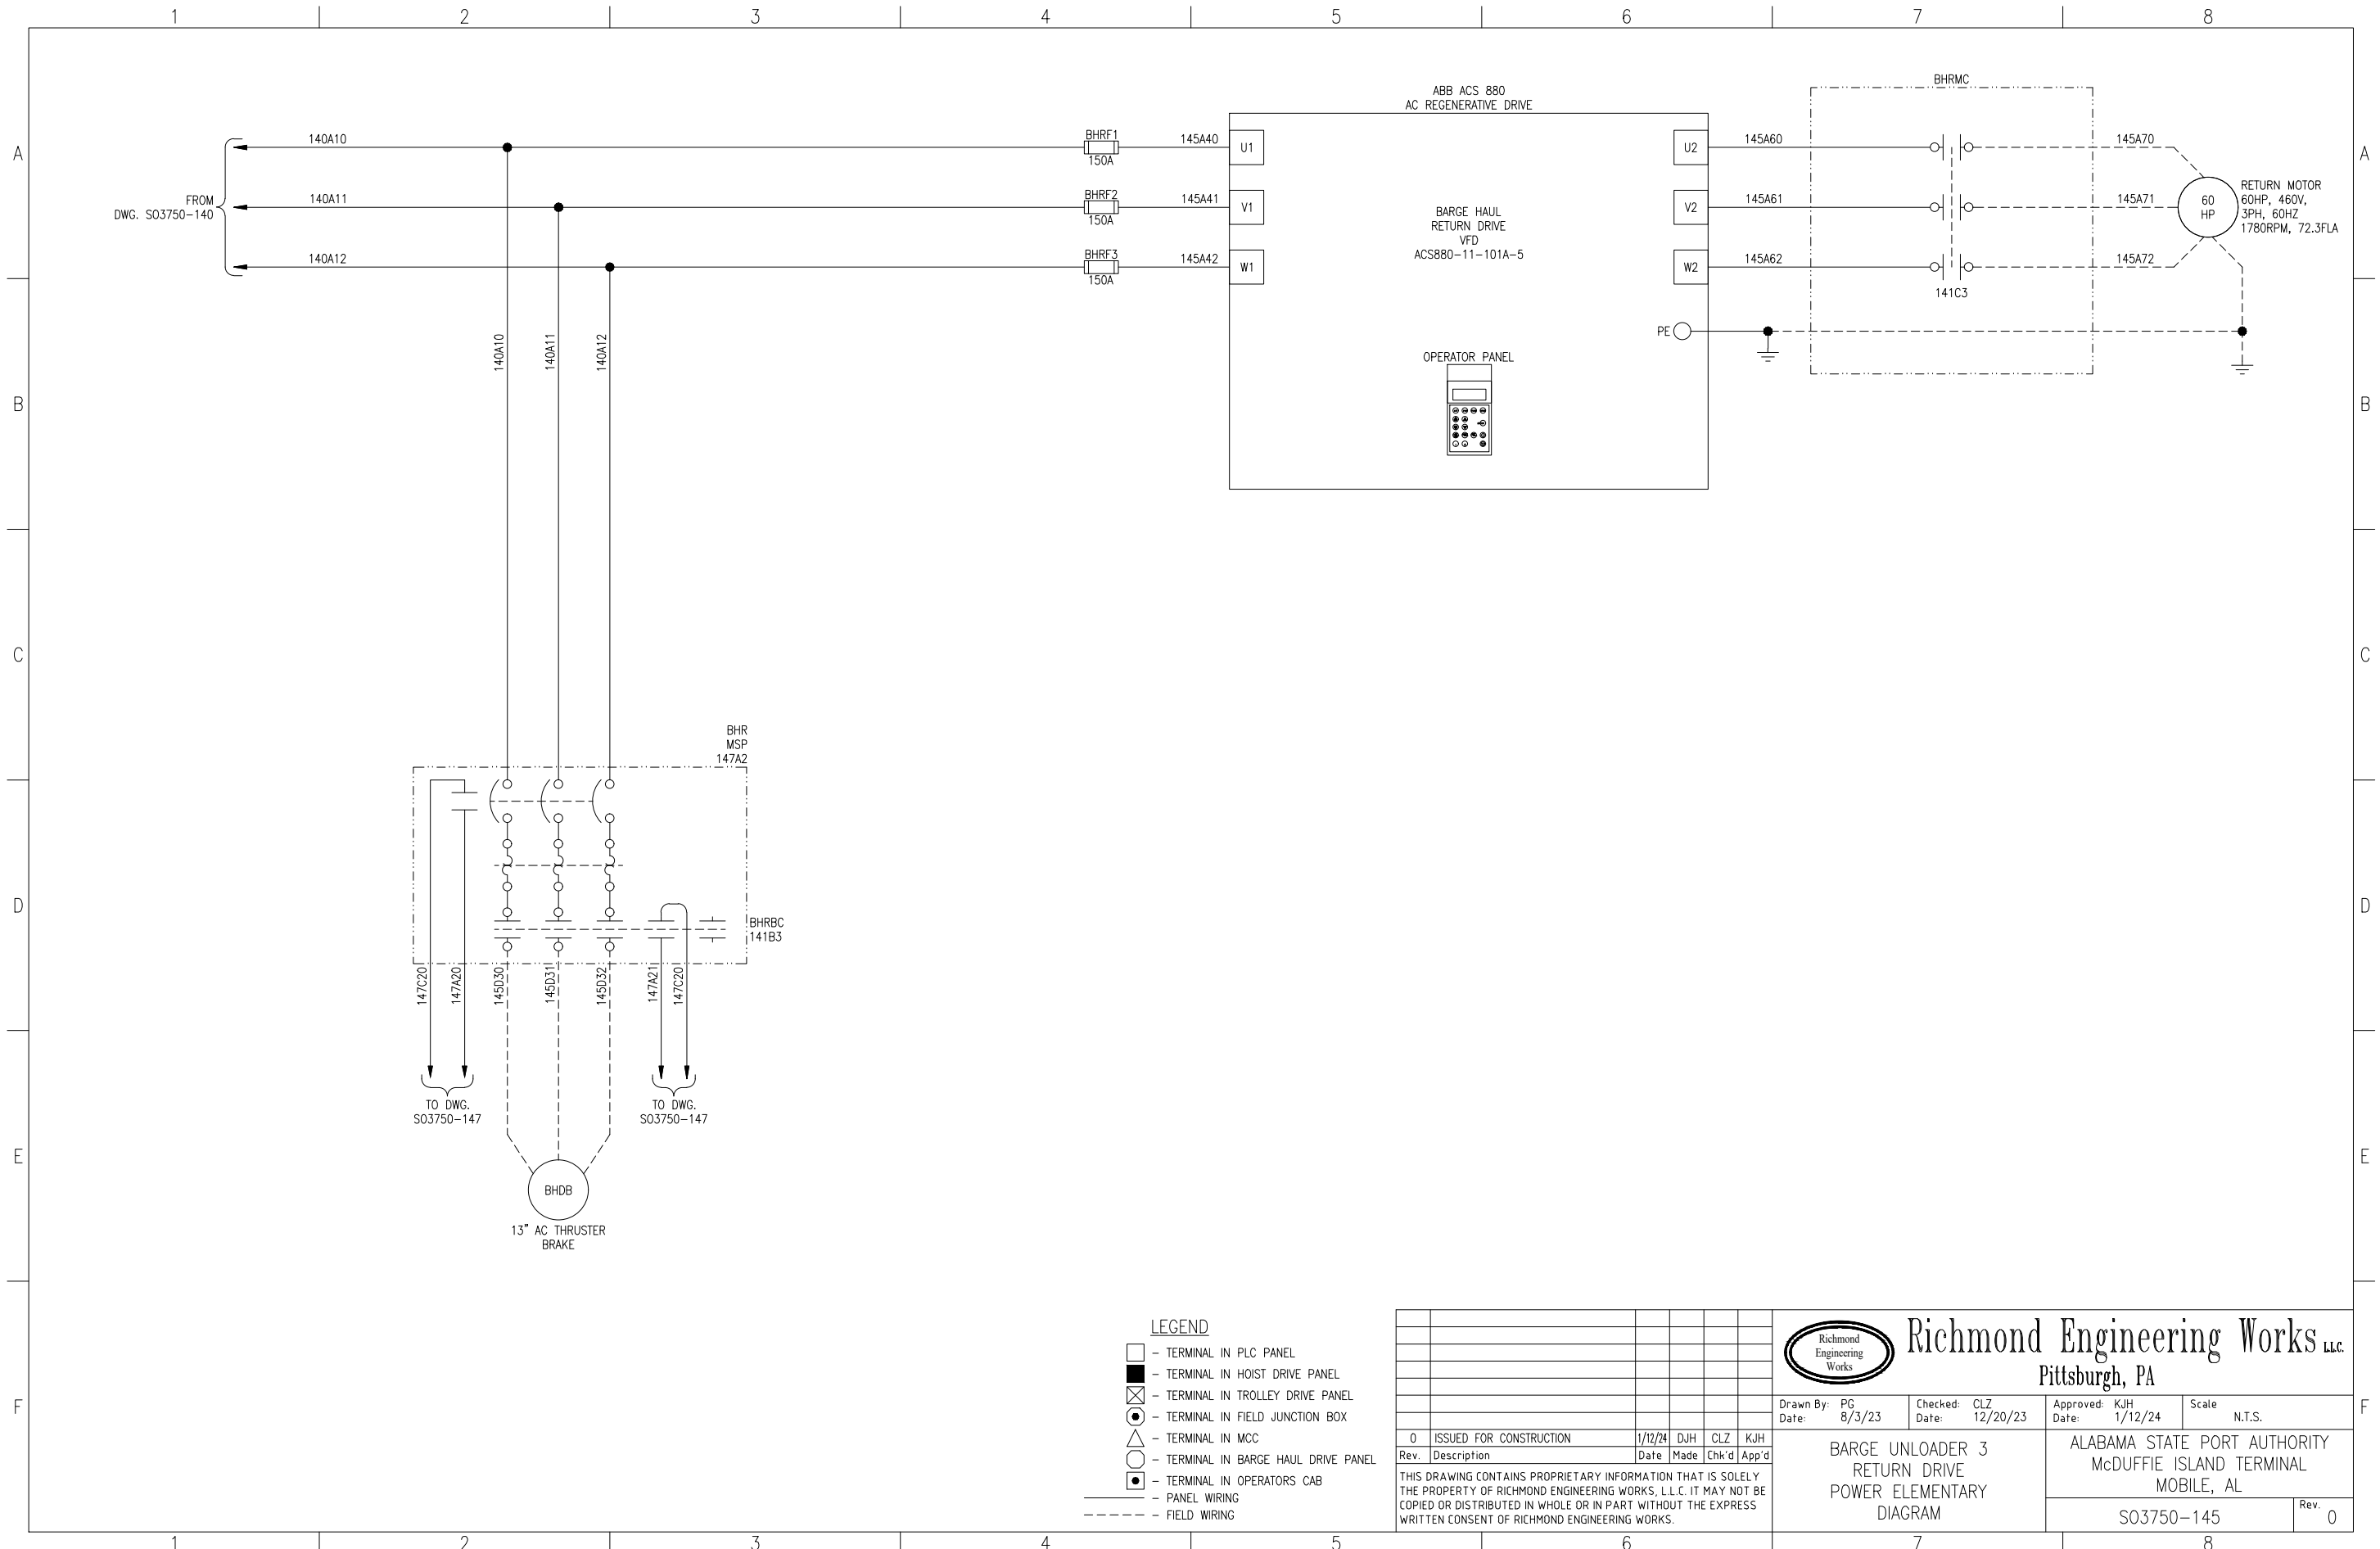 1 2 3 4 5 6 7 8
A
B
C
D
E
F
A
B
C
D
E
F
FROM
DWG. SO3750-140
140A10
140A11
140A12
BHRF1
150A
BHRF2
150A
BHRF3
150A
145A40
145A41
145A42
ABB ACS 880
AC REGENERATIVE DRIVE
U1
V1
W1
BARGE HAUL
RETURN DRIVE
VFD
ACS880-11-101A-5
OPERATOR PANEL
U2
V2
W2
PE
145A60
145A61
145A62
BHRMC
141C3
145A70
145A71
145A72
60
HP
RETURN MOTOR
60HP, 460V,
3PH, 60HZ
1780RPM, 72.3FLA
140A10
140A11
140A12
BHR
MSP
147A2
BHRBC
141B3
147C20
147A20
145D30
145D31
145D32
147A21
147C20
TO DWG.
SO3750-147
TO DWG.
SO3750-147
BHDB
13" AC THRUSTER
BRAKE
LEGEND
- TERMINAL IN PLC PANEL
- TERMINAL IN HOIST DRIVE PANEL
- TERMINAL IN TROLLEY DRIVE PANEL
- TERMINAL IN FIELD JUNCTION BOX
- TERMINAL IN MCC
- TERMINAL IN BARGE HAUL DRIVE PANEL
- TERMINAL IN OPERATORS CAB
- PANEL WIRING
- FIELD WIRING
0 ISSUED FOR CONSTRUCTION 1/12/24 DJH CLZ KJH
Rev. Description Date Made Chk'd App'd
THIS DRAWING CONTAINS PROPRIETARY INFORMATION THAT IS SOLELY
THE PROPERTY OF RICHMOND ENGINEERING WORKS, L.L.C. IT MAY NOT BE
COPIED OR DISTRIBUTED IN WHOLE OR IN PART WITHOUT THE EXPRESS
WRITTEN CONSENT OF RICHMOND ENGINEERING WORKS.
Richmond
Engineering
Works
Richmond Engineering Works L.L.C.
Pittsburgh, PA
Drawn By: PG
Date: 8/3/23
Checked: CLZ
Date: 12/20/23
Approved: KJH
Date: 1/12/24
Scale
N.T.S.
BARGE UNLOADER 3
RETURN DRIVE
POWER ELEMENTARY
DIAGRAM
ALABAMA STATE PORT AUTHORITY
McDUFFIE ISLAND TERMINAL
MOBILE, AL
SO3750-145
Rev.
0
1 2 3 4 5 6 7 8